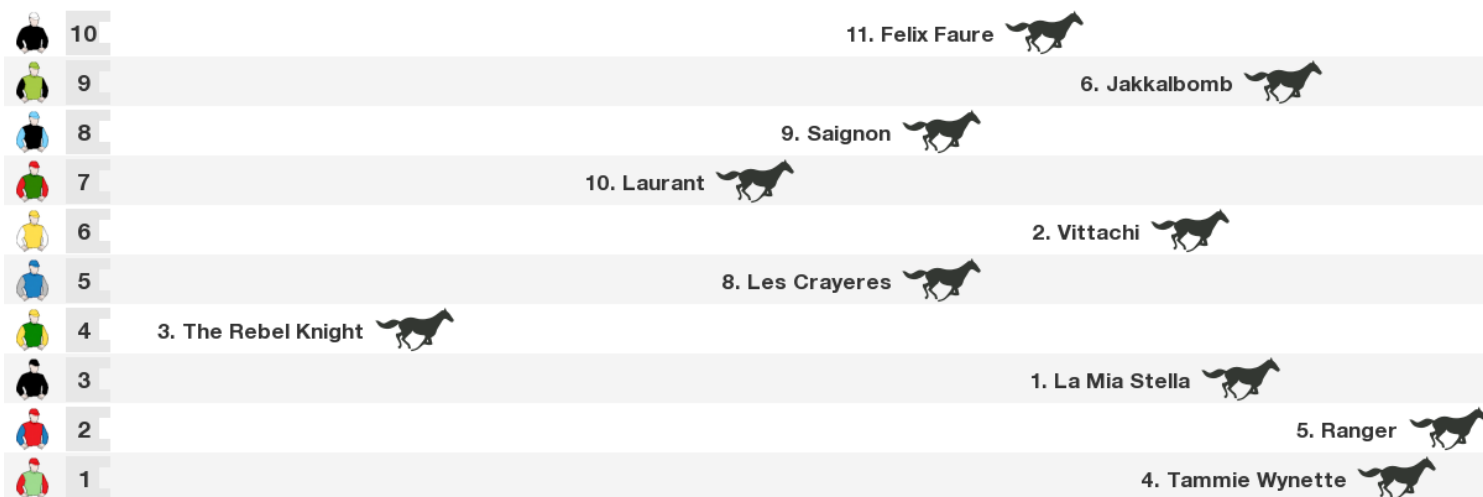 10 11. Felix Faure
9 6. Jakkalbomb
8 9. Saignon
7 10. Laurant
6 2. Vittachi
5 8. Les Crayeres
4 3. The Rebel Knight
3 1. La Mia Stella
2 5. Ranger
1 4. Tammie Wynette